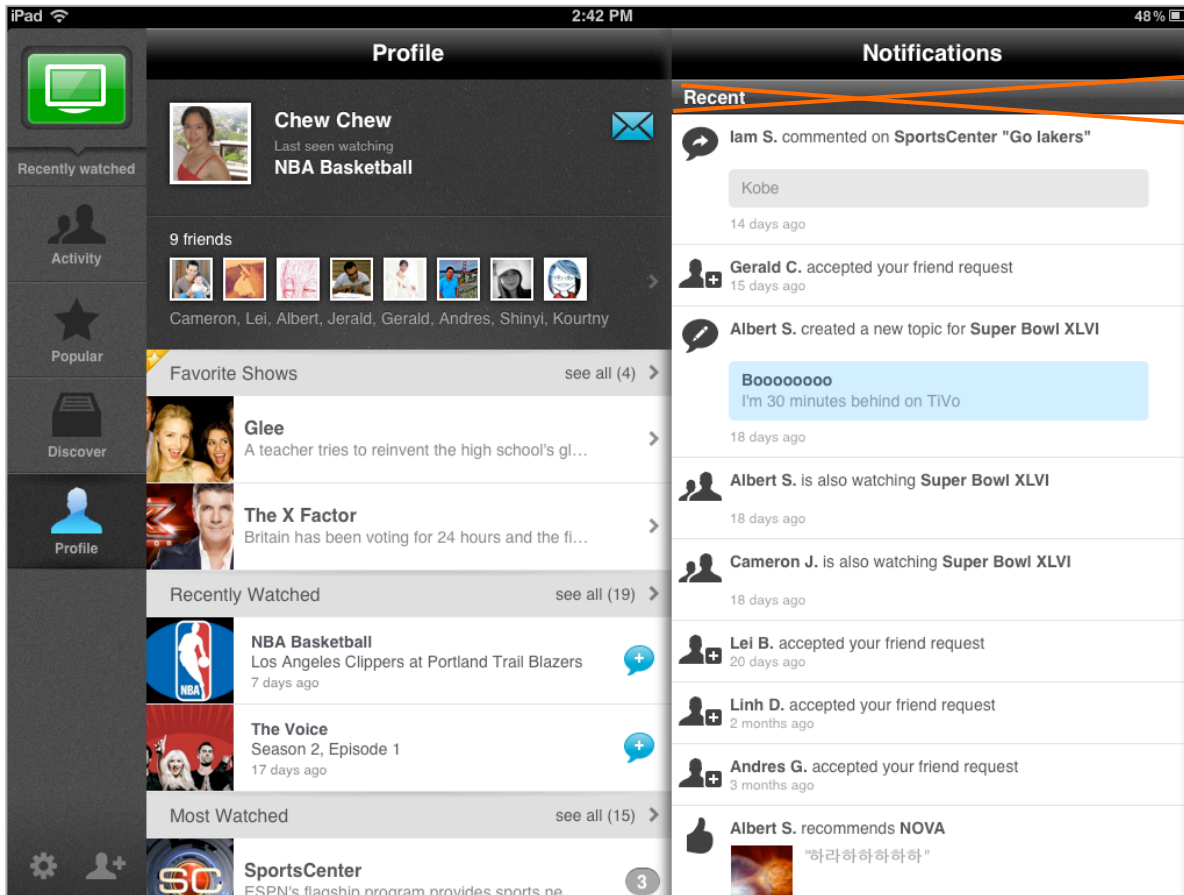 iPad
2:42 PM
48%
Recently watched
Activity
Popular
Discover
Profile
Profile
Chew Chew
Last seen watching
NBA Basketball
9 friends
Cameron, Lei, Albert, Jerald, Gerald, Andres, Shinyi, Kourtny
Favorite Shows
see all (4)
Glee
A teacher tries to reinvent the high school's gl...
The X Factor
Britain has been voting for 24 hours and the fi...
Recently Watched
see all (19)
NBA
NBA Basketball
Los Angeles Clippers at Portland Trail Blazers
7 days ago
The Voice
Season 2, Episode 1
17 days ago
Most Watched
see all (15)
SC
SportsCenter
ESPN's flagship program provides sports ne
3
Notifications
Recent
Iam S. commented on SportsCenter "Go lakers"
Kobe
14 days ago
Gerald C. accepted your friend request
15 days ago
Albert S. created a new topic for Super Bowl XLVI
Boooooooo
I'm 30 minutes behind on TiVo
18 days ago
Albert S. is also watching Super Bowl XLVI
18 days ago
Cameron J. is also watching Super Bowl XLVI
18 days ago
Lei B. accepted your friend request
20 days ago
Linh D. accepted your friend request
2 months ago
Andres G. accepted your friend request
3 months ago
Albert S. recommends NOVA
"하라하하하하하"